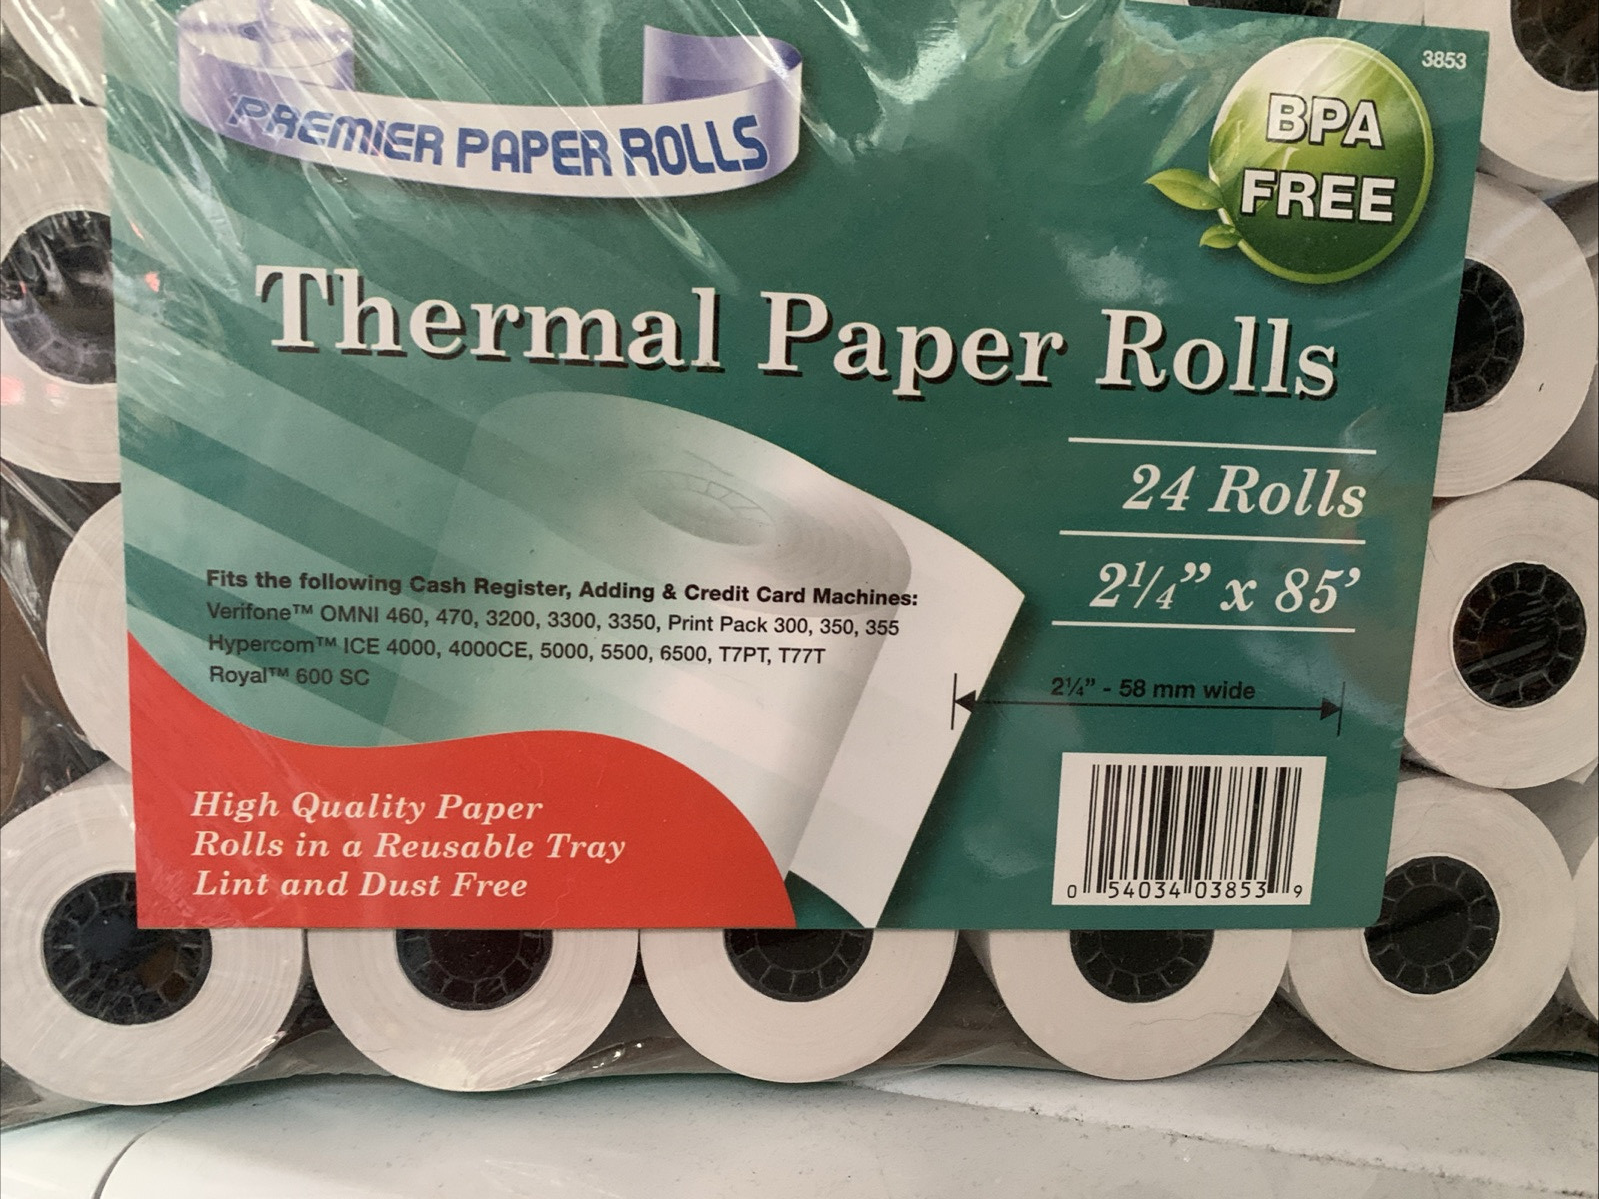 3853
PREMIER PAPER ROLLS
BPA
FREE
Thermal Paper Rolls
24 Rolls
2¼” x 85’
Fits the following Cash Register, Adding & Credit Card Machines:
Verifone™ OMNI 460, 470, 3200, 3300, 3350, Print Pack 300, 350, 355
Hypercom™ ICE 4000, 4000CE, 5000, 5500, 6500, T7PT, T77T
Royal™ 600 SC
2¼” - 58 mm wide
High Quality Paper
Rolls in a Reusable Tray
Lint and Dust Free
0 54034 03853 9